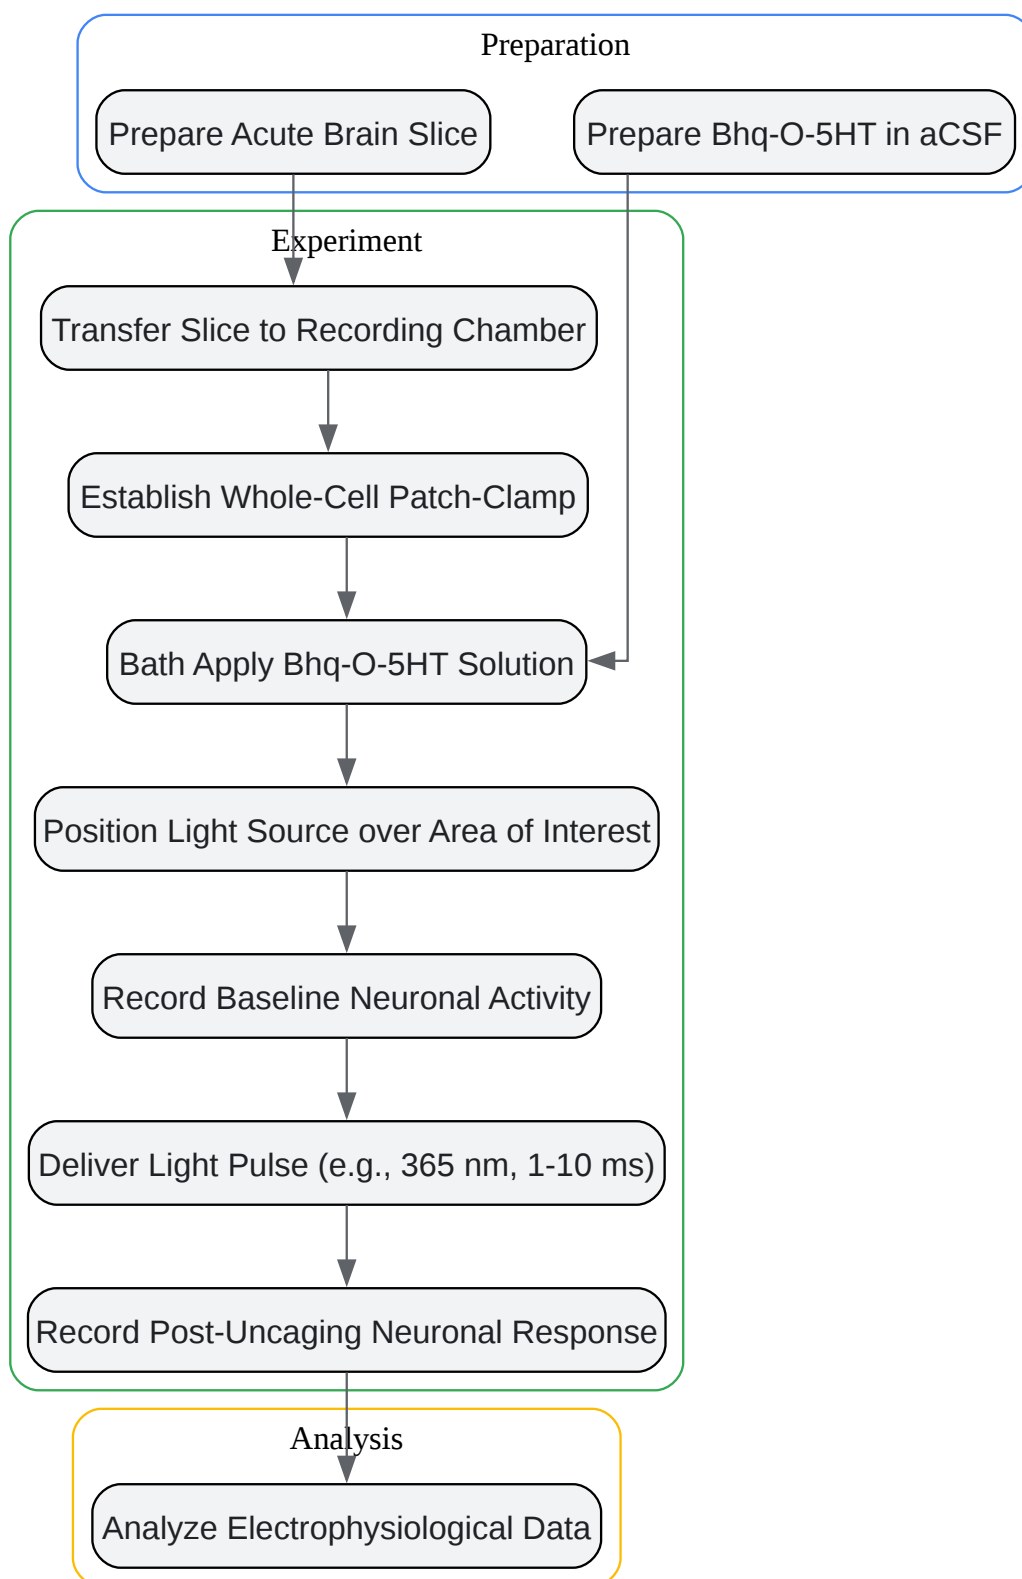 Preparation
Prepare Acute Brain Slice
Prepare Bhq-O-5HT in aCSF
Experiment
Transfer Slice to Recording Chamber
Establish Whole-Cell Patch-Clamp
Bath Apply Bhq-O-5HT Solution
Position Light Source over Area of Interest
Record Baseline Neuronal Activity
Deliver Light Pulse (e.g., 365 nm, 1-10 ms)
Record Post-Uncaging Neuronal Response
Analysis
Analyze Electrophysiological Data